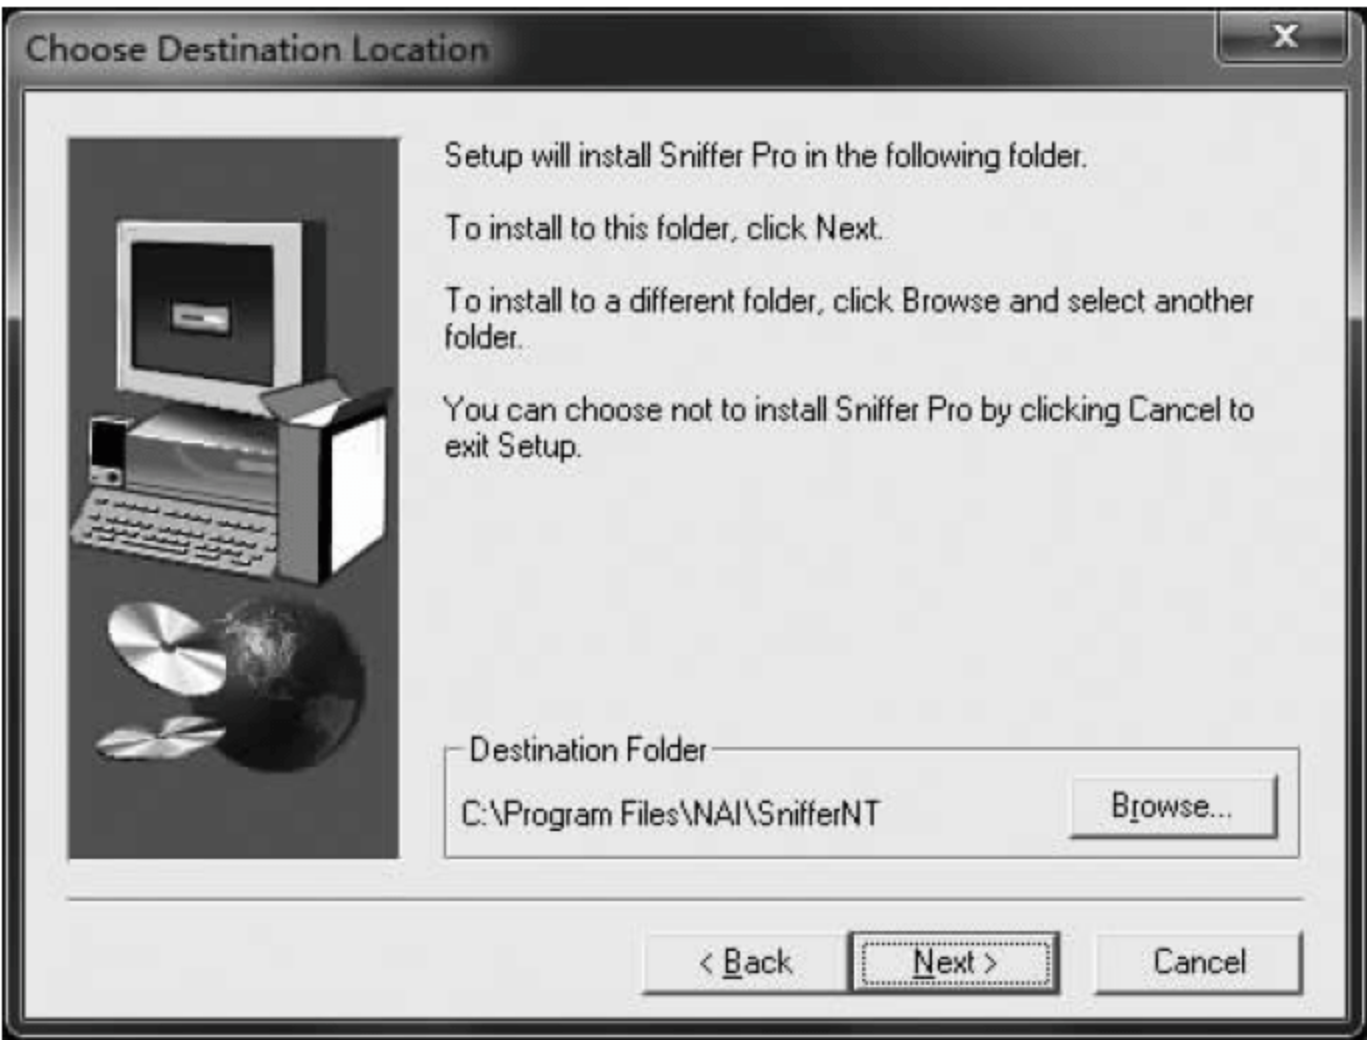 Choose Destination Location
x
Setup will install Sniffer Pro in the following folder.
To install to this folder, click Next.
To install to a different folder, click Browse and select another
folder.
You can choose not to install Sniffer Pro by clicking Cancel to
exit Setup.
Destination Folder
C:\Program Files\NAI\SnifferNT
Browse...
< Back
Next >
Cancel